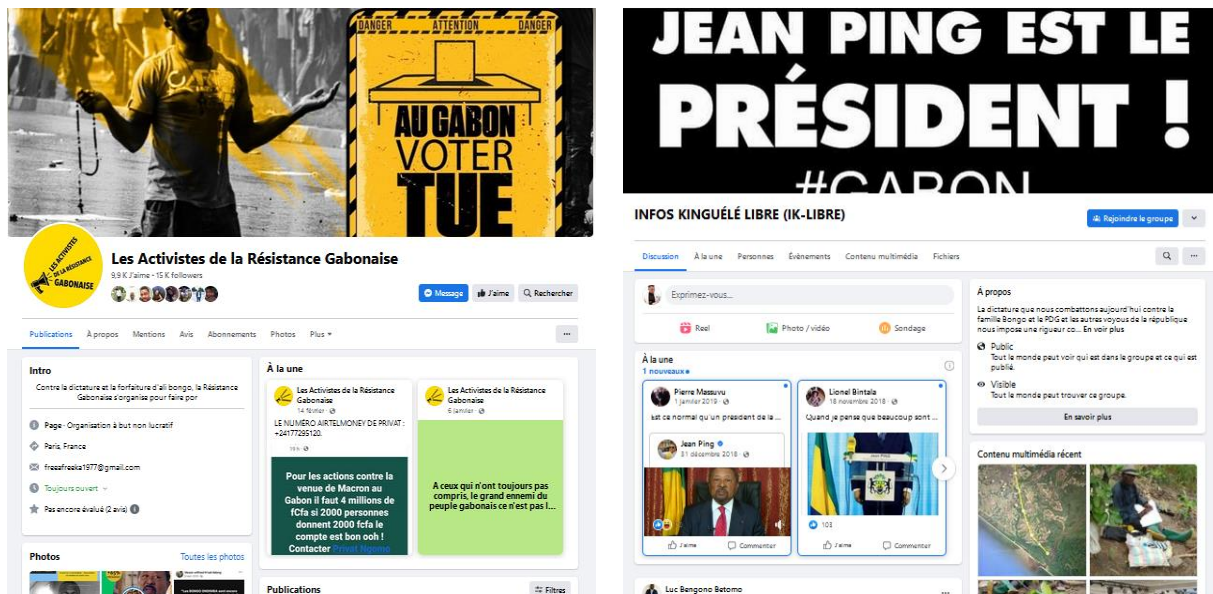 DANGER ATTENTION DANGER
AU GABON
VOTER
TUE
LES ACTIVISTES
DE LA RÉSISTANCE
GABONAISE
Les Activistes de la Résistance Gabonaise
9,9 K J'aime • 15 K followers
Message
J'aime
Rechercher
Publications
À propos
Mentions
Avis
Abonnements
Photos
Plus
Intro
Contre la dictature et la forfaiture d'ali bongo, la Résistance
Gabonaise s'organise pour faire por
Page · Organisation à but non lucratif
Paris, France
freeafreeka1977@gmail.com
Toujours ouvert
Pas encore évalué (2 avis)
Photos
Toutes les photos
À la une
Les Activistes de la Résistance
Gabonaise
14 février ·
LE NUMÉRO AIRTELMONEY DE PRIVAT :
+24177295120.
Pour les actions contre la
venue de Macron au
Gabon il faut 4 millions de
fCfa si 2000 personnes
donnent 2000 fcfa le
compte est bon ooh !
Contacter Privat Ngomo
Les Activistes de la Résistance
Gabonaise
6 janvier ·
A ceux qui n'ont toujours pas
compris, le grand ennemi du
peuple gabonais ce n'est pas l...
Publications
Filtres
JEAN PING EST LE
PRÉSIDENT !
#GABON
INFOS KINGUÉLÉ LIBRE (IK-LIBRE)
Rejoindre le groupe
Discussion
À la une
Personnes
Évènements
Contenu multimédia
Fichiers
Exprimez-vous...
Reel
Photo / vidéo
Sondage
À la une
1 nouveaux
Pierre Massuvu
1 janvier 2019 ·
Est ce normal qu'un president de la ...
Jean Ping
31 décembre 2018 ·
J'aime
Commenter
Lionel Bintala
18 novembre 2018 ·
Quand je pense que beaucoup sont ...
Jean Ping
103
J'aime
Commenter
Luc Bengono Betomo
À propos
La dictature que nous combattons aujourd'hui contre la
famille Bongo et le PDG et les autres voyous de la république
nous impose une rigueur co... En voir plus
Public
Tout le monde peut voir qui est dans le groupe et ce qui est
publié.
Visible
Tout le monde peut trouver ce groupe.
En savoir plus
Contenu multimédia récent